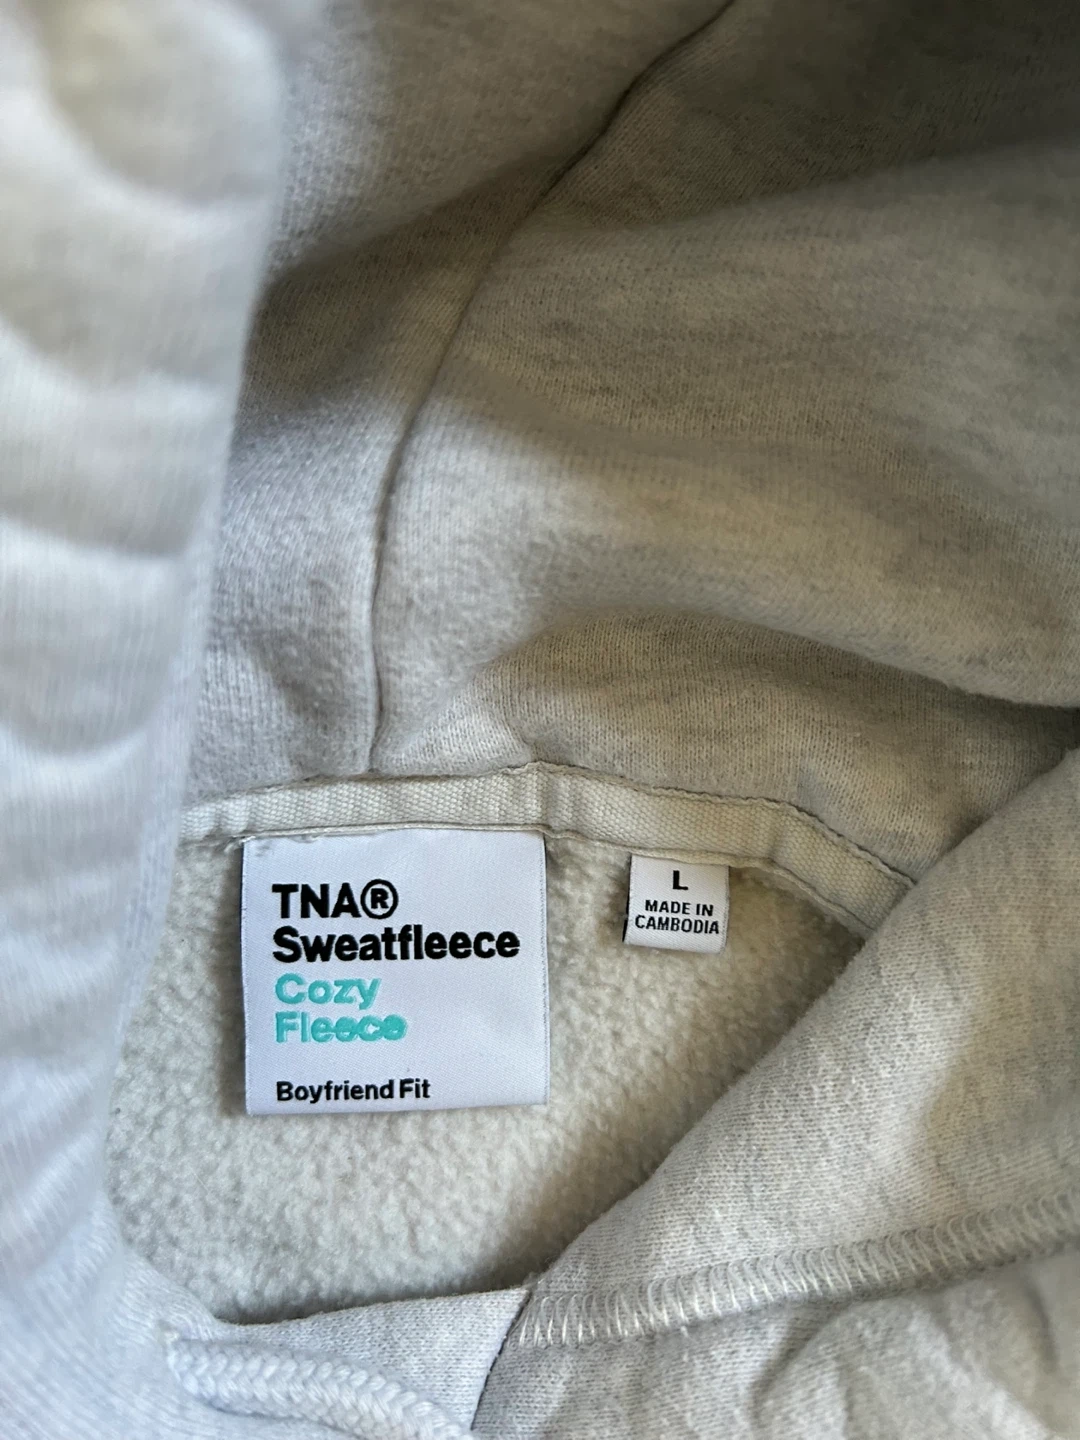 TNA®
Sweatfleece
Cozy
Fleece
Boyfriend Fit
L
MADE IN
CAMBODIA